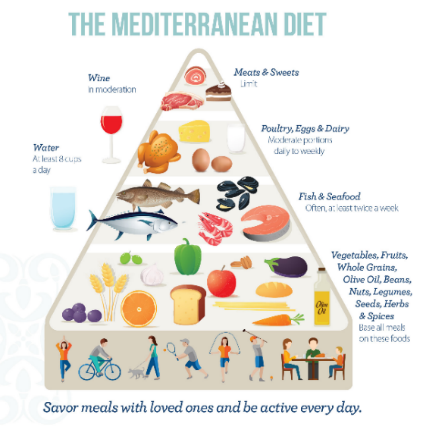 THE MEDITERRANEAN DIET
Meats & Sweets
Limit
Wine
In moderation
Poultry, Eggs & Dairy
Moderate portions
daily to weekly
Water
At least 8 cups
a day
Fish & Seafood
Often, at least twice a week
Vegetables, Fruits,
Whole Grains,
Olive Oil, Beans,
Nuts, Legumes,
Seeds, Herbs
& Spices
Base all meals
on these foods
Olive
Oil
Savor meals with loved ones and be active every day.